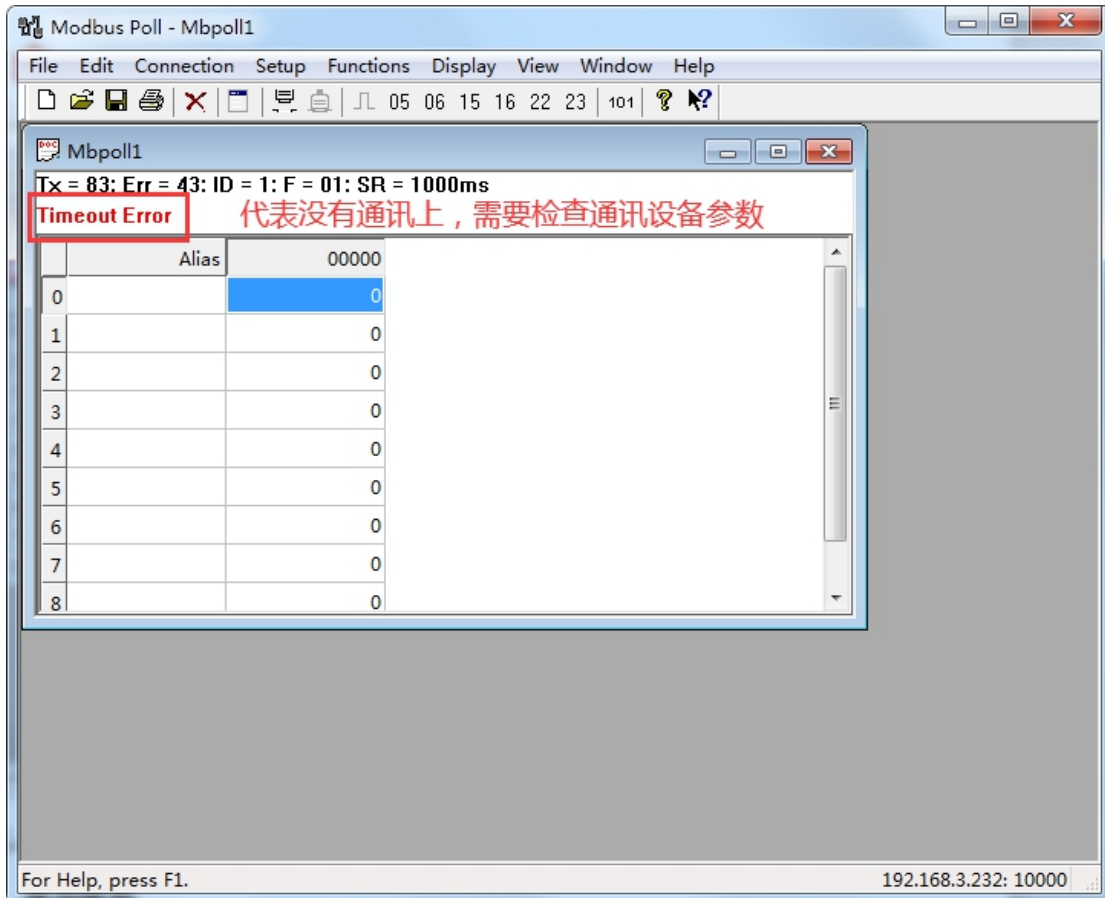 Modbus Poll - Mbpoll1
File Edit Connection Setup Functions Display View Window Help
05 06 15 16 22 23 101
Mbpoll1
Tx = 83: Err = 43: ID = 1: F = 01: SR = 1000ms
Timeout Error 代表没有通讯上，需要检查通讯设备参数
Alias 00000
0 0
1 0
2 0
3 0
4 0
5 0
6 0
7 0
8 0
For Help, press F1. 192.168.3.232: 10000